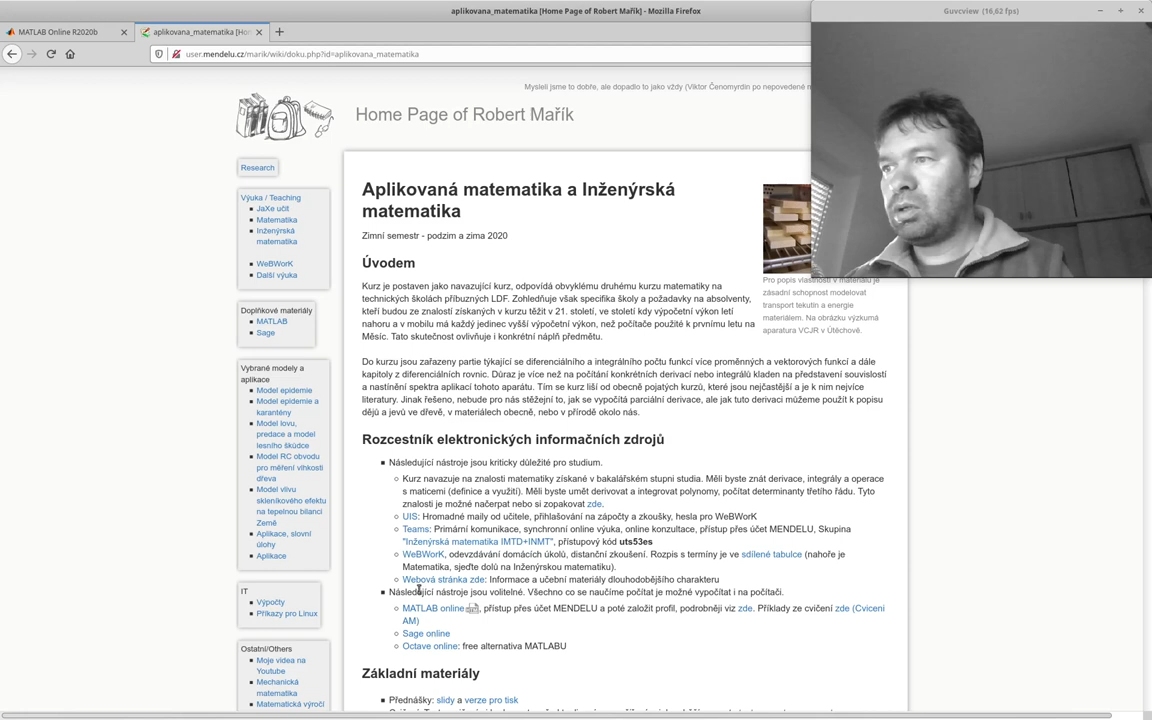 aplikovana_matematika [Home Page of Robert Mařík] - Mozilla Firefox
Guvcview (16,62 fps)
MATLAB Online R2020b
aplikovana_matematika [Hom
user.mendelu.cz/marik/wiki/doku.php?id=aplikovana_matematika
Mysleli jsme to dobře, ale dopadlo to jako vždy (Viktor Čenomyrdin po nepovedené
Home Page of Robert Mařík
Research
Výuka / Teaching
JaXe učit
Matematika
Inženýrská
matematika
WeBWorK
Další výuka
Doplňkové materiály
MATLAB
Sage
Vybrané modely a
aplikace
Model epidemie
Model epidemie a
karantény
Model lovu,
predace a model
lesního škůdce
Model RC obvodu
pro měření vlhkosti
dřeva
Model vlivu
skleníkového efektu
na tepelnou bilanci
Země
Aplikace, slovní
úlohy
Aplikace
IT
Výpočty
Příkazy pro Linux
Ostatní/Others
Moje videa na
Youtube
Mechanická
matematika
Matematická výročí
Aplikovaná matematika a Inženýrská
matematika
Zimní semestr - podzim a zima 2020
Úvodem
Kurz je postaven jako navazující kurz, odpovídá obvyklému druhému kurzu matematiky na
technických školách příbuzných LDF. Zohledňuje však specifika školy a požadavky na absolventy,
kteří budou ze znalostí získaných v kurzu těžit v 21. století, ve století kdy výpočetní výkon letí
nahoru a v mobilu má každý jedinec vyšší výpočetní výkon, než počítače použité k prvnímu letu na
Měsíc. Tato skutečnost ovlivňuje i konkrétní náplň předmětu.
Pro popis vlastností v materiálu je
zásadní schopnost modelovat
transport tekutin a energie
materiálem. Na obrázku výzkumá
aparatura VCJR v Útěchově.
Do kurzu jsou zařazeny partie týkající se diferenciálního a integrálního počtu funkcí více proměnných a vektorových funkcí a dále
kapitoly z diferenciálních rovnic. Důraz je více než na počítání konkrétních derivací nebo integrálů kladen na představení souvislostí
a nastínění spektra aplikací tohoto aparátu. Tím se kurz liší od obecně pojatých kurzů, které jsou nejčastější a je k nim nejvíce
literatury. Jinak řešeno, nebude pro nás stěžejní to, jak se vypočítá parciální derivace, ale jak tuto derivaci můžeme použít k popisu
dějů a jevů ve dřevě, v materiálech obecně, nebo v přírodě okolo nás.
Rozcestník elektronických informačních zdrojů
Následující nástroje jsou kriticky důležité pro studium.
Kurz navazuje na znalosti matematiky získané v bakalářském stupni studia. Měli byste znát derivace, integrály a operace
s maticemi (definice a využití). Měli byste umět derivovat a integrovat polynomy, počítat determinanty třetího řádu. Tyto
znalosti je možné načerpat nebo si zopakovat zde.
UIS: Hromadné maily od učitele, přihlašování na zápočty a zkoušky, hesla pro WeBWorK
Teams: Primární komunikace, synchronní online výuka, online konzultace, přístup přes účet MENDELU, Skupina
"Inženýrská matematika IMTD+INMT", přístupový kód uts53es
WeBWorK, odevzdávání domácích úkolů, distanční zkoušení. Rozpis s termíny je ve sdílené tabulce (nahoře je
Matematika, sjeďte dolů na Inženýrskou matematiku).
Webová stránka zde: Informace a učební materiály dlouhodobějšího charakteru
Následující nástroje jsou volitelné. Všechno co se naučíme počítat je možné vypočítat i na počítači.
MATLAB online, přístup přes účet MENDELU a poté založit profil, podrobněji viz zde. Příklady ze cvičení zde (Cviceni
AM)
Sage online
Octave online: free alternativa MATLABU
Základní materiály
Přednášky: slidy a verze pro tisk